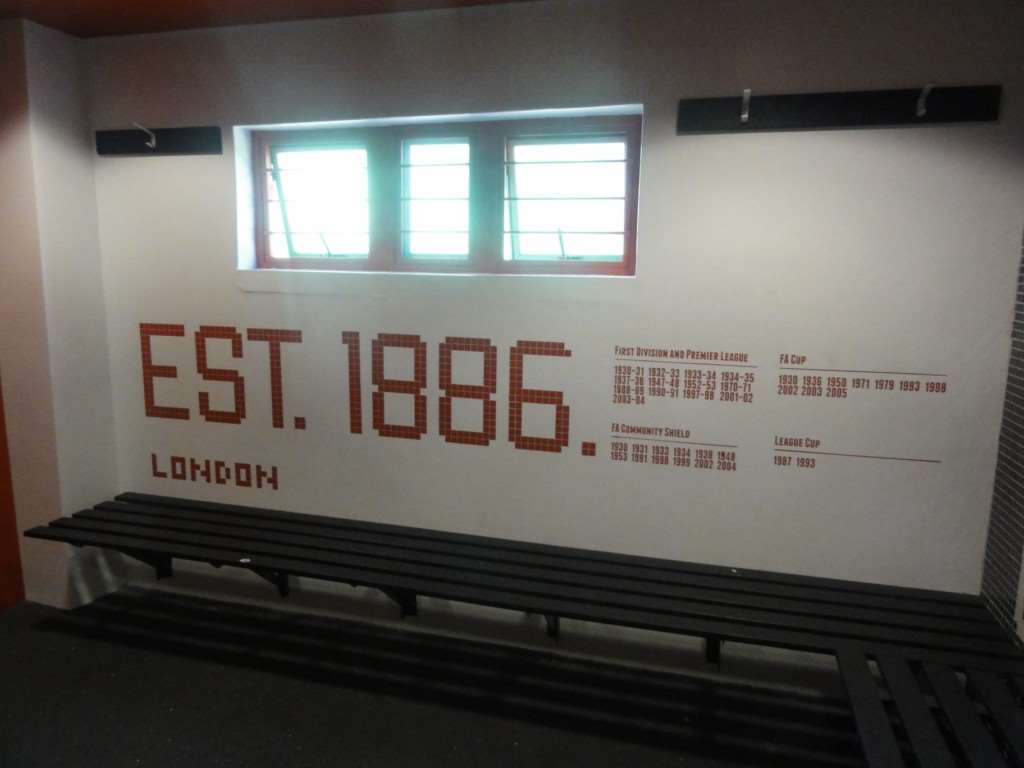 EST. 1886.
LONDON
FIRST DIVISION AND PREMIER LEAGUE
1930-31 1932-33 1933-34 1934-35
1937-38 1947-48 1952-53 1970-71
1988-89 1990-91 1997-98 2001-02
2003-04
FA CUP
1930 1936 1950 1971 1979 1993 1998
2002 2003 2005
FA COMMUNITY SHIELD
1930 1931 1933 1934 1938 1948
1953 1991 1998 1999 2002 2004
LEAGUE CUP
1987 1993